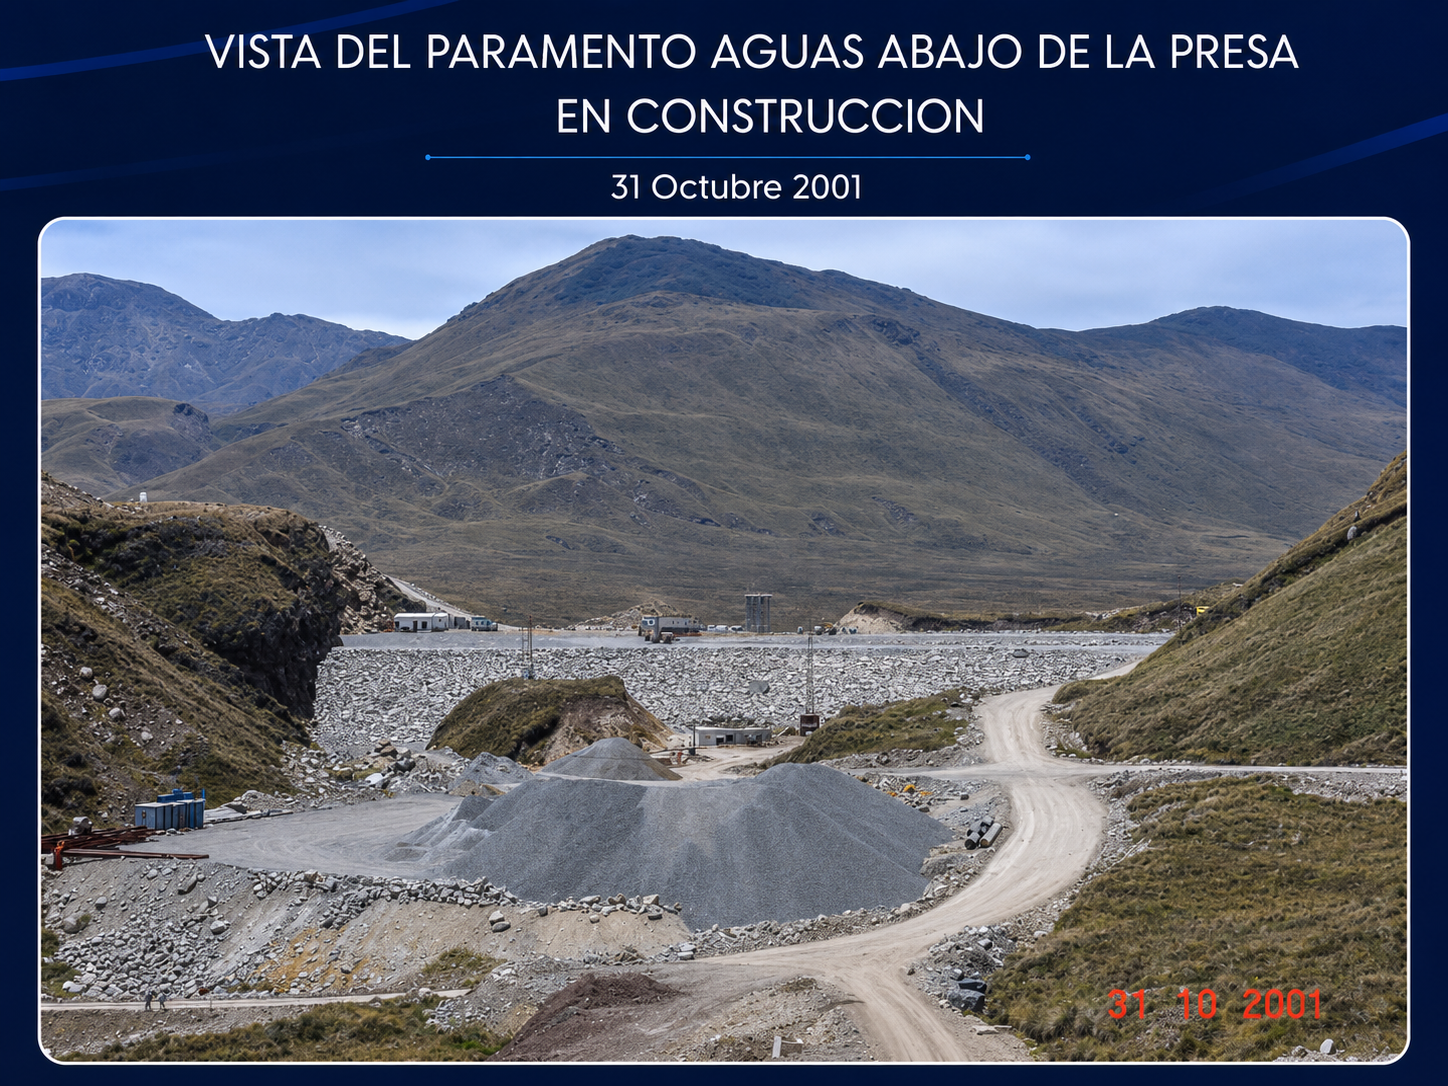 VISTA DEL PARAMENTO AGUAS ABAJO DE LA PRESA
EN CONSTRUCCION
31 Octubre 2001
31 10 2001